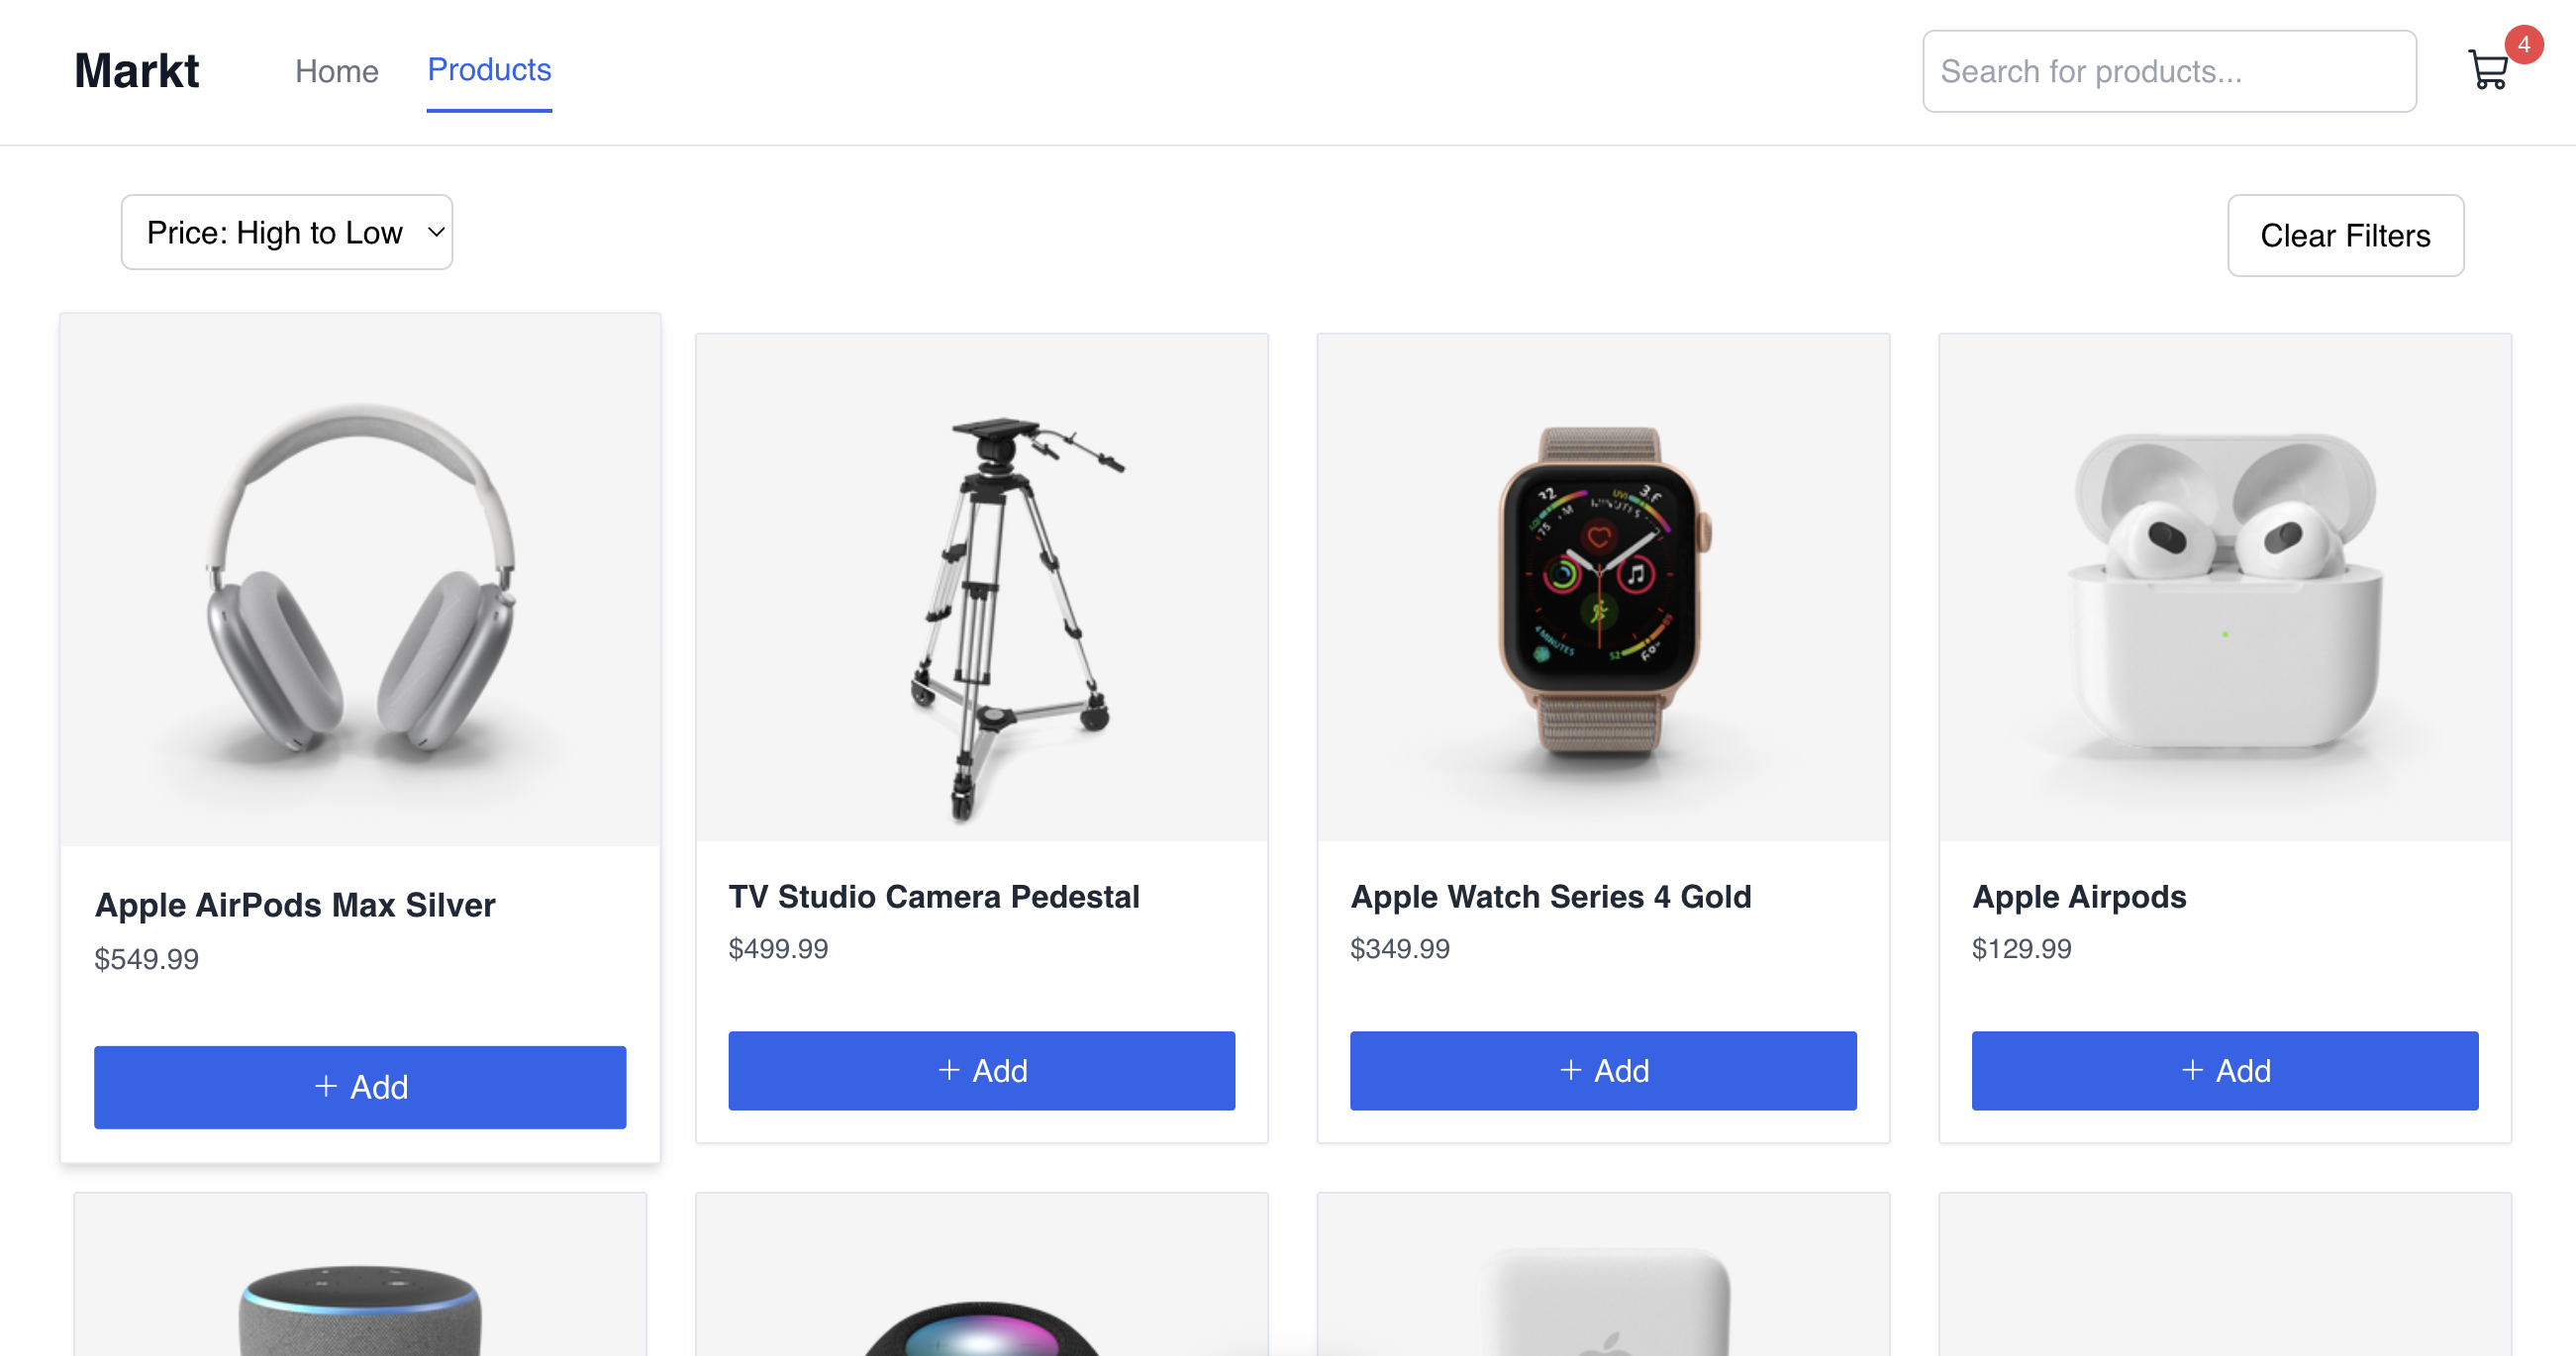 Markt
Home
Products
Search for products...
4
Price: High to Low
Clear Filters
Apple AirPods Max Silver
$549.99
+ Add
TV Studio Camera Pedestal
$499.99
+ Add
Apple Watch Series 4 Gold
$349.99
+ Add
Apple Airpods
$129.99
+ Add